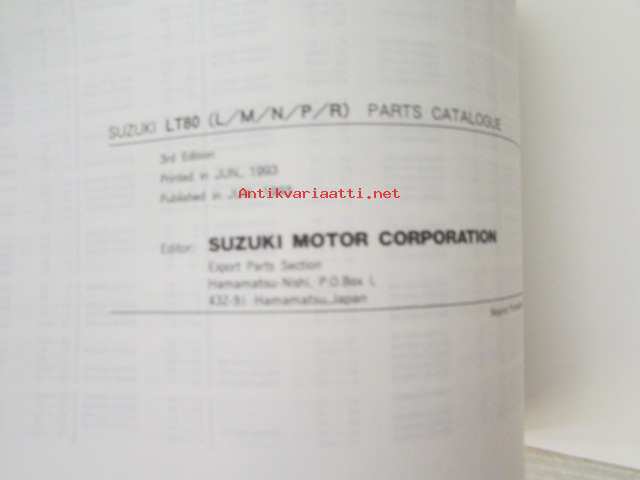 SUZUKI LT80 (L/M/N/P/R) PARTS CATALOGUE
3rd Edition
Printed in JUN, 1993
Published in
Antikvariaatti.net
Editor: SUZUKI MOTOR CORPORATION
Export Parts Section
Hamamatsu-Nishi, P.O.Box 1,
432-91 Hamamatsu, Japan